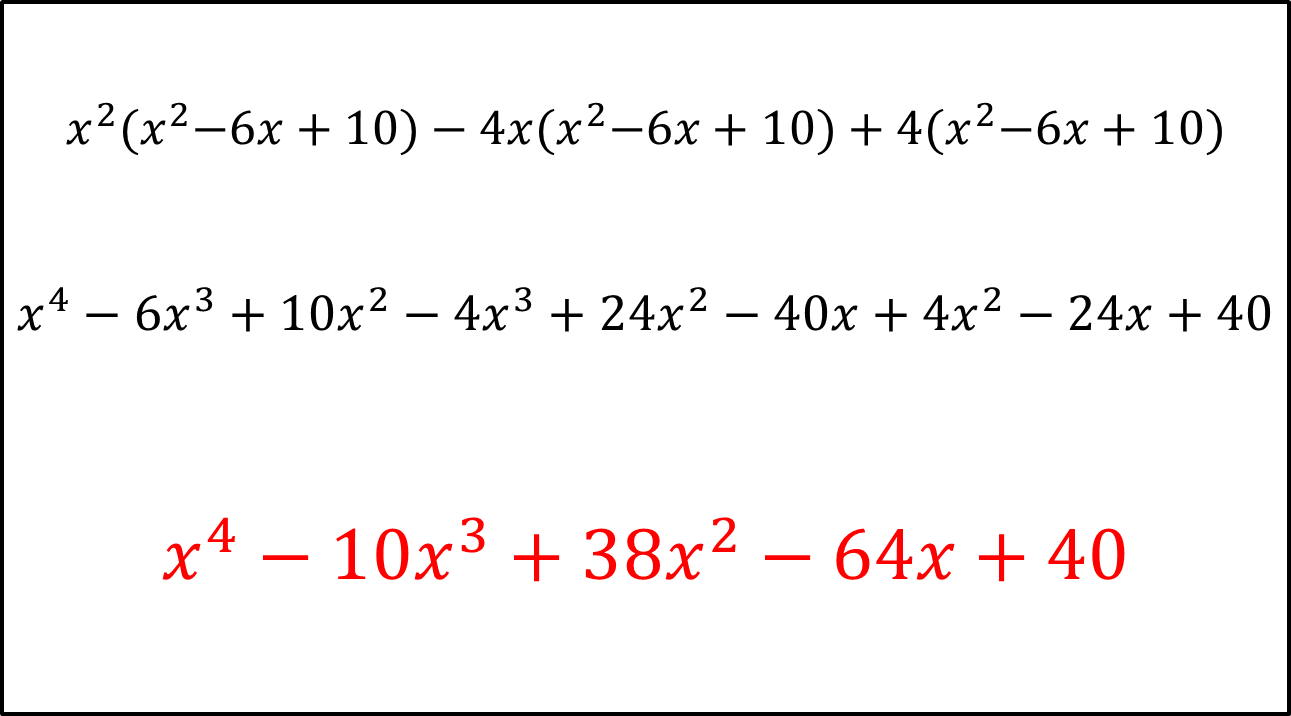 x²(x²−6x + 10) − 4x(x²−6x + 10) + 4(x²−6x + 10)
x⁴ − 6x³ + 10x² − 4x³ + 24x² − 40x + 4x² − 24x + 40
x⁴ − 10x³ + 38x² − 64x + 40